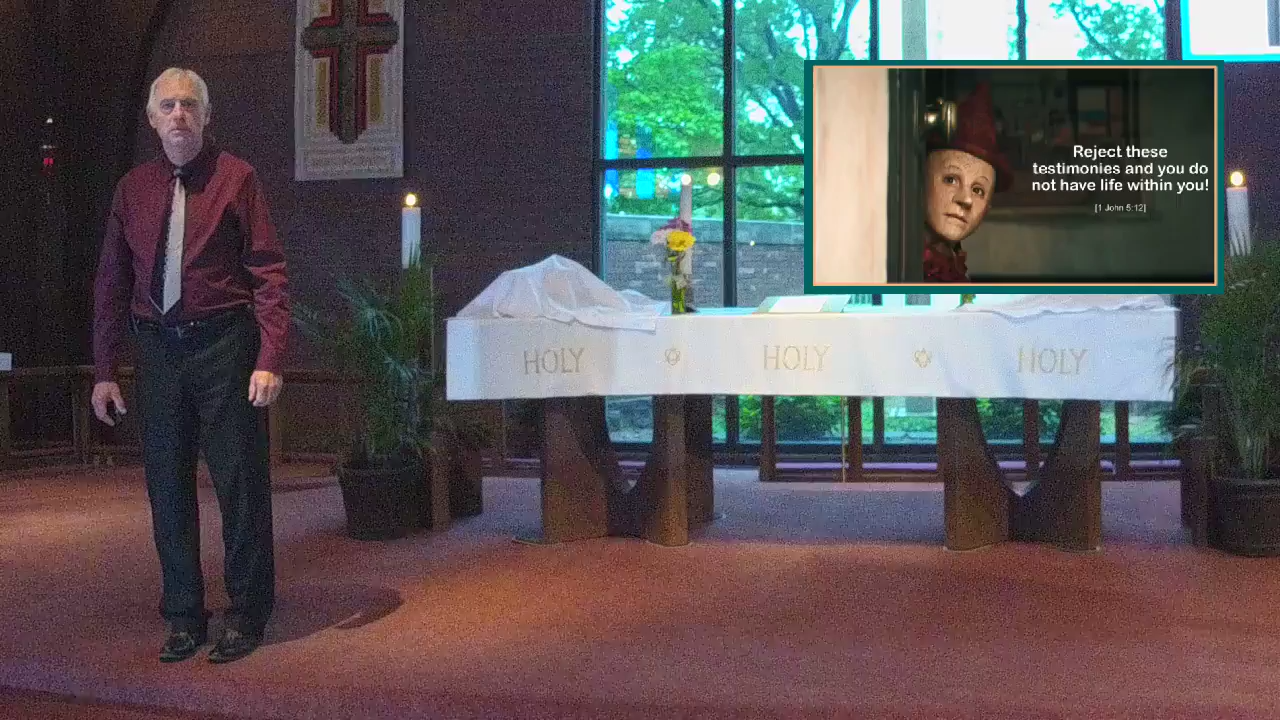 Reject these
testimonies and you do
not have life within you!
[1 John 5:12]
HOLY HOLY HOLY